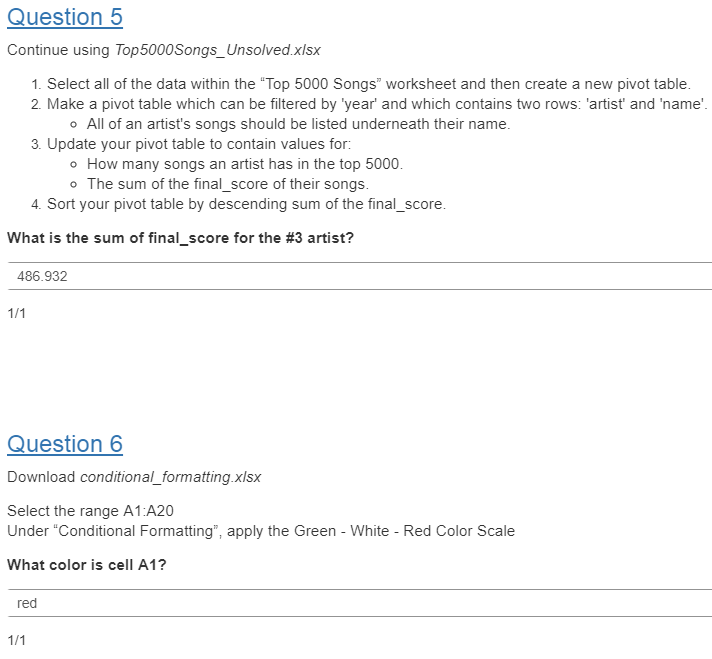 Question 5
Continue using Top5000Songs_Unsolved.xlsx
1. Select all of the data within the “Top 5000 Songs” worksheet and then create a new pivot table.
2. Make a pivot table which can be filtered by 'year' and which contains two rows: 'artist' and 'name'.
○ All of an artist's songs should be listed underneath their name.
3. Update your pivot table to contain values for:
○ How many songs an artist has in the top 5000.
○ The sum of the final_score of their songs.
4. Sort your pivot table by descending sum of the final_score.
What is the sum of final_score for the #3 artist?
486.932
1/1
Question 6
Download conditional_formatting.xlsx
Select the range A1:A20
Under “Conditional Formatting”, apply the Green - White - Red Color Scale
What color is cell A1?
red
1/1